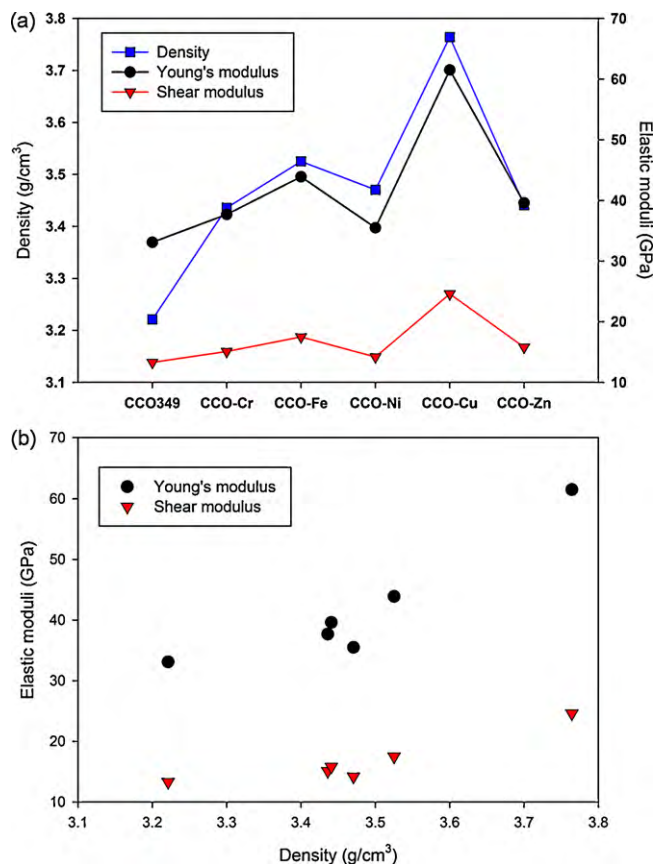 (a)
Density
Young's modulus
Shear modulus
Density (g/cm³)
3.8
3.7
3.6
3.5
3.4
3.3
3.2
3.1
Elastic moduli (GPa)
70
60
50
40
30
20
10
CCO349 CCO-Cr CCO-Fe CCO-Ni CCO-Cu CCO-Zn
(b)
Young's modulus
Shear modulus
Elastic moduli (GPa)
70
60
50
40
30
20
10
3.1 3.2 3.3 3.4 3.5 3.6 3.7 3.8
Density (g/cm³)